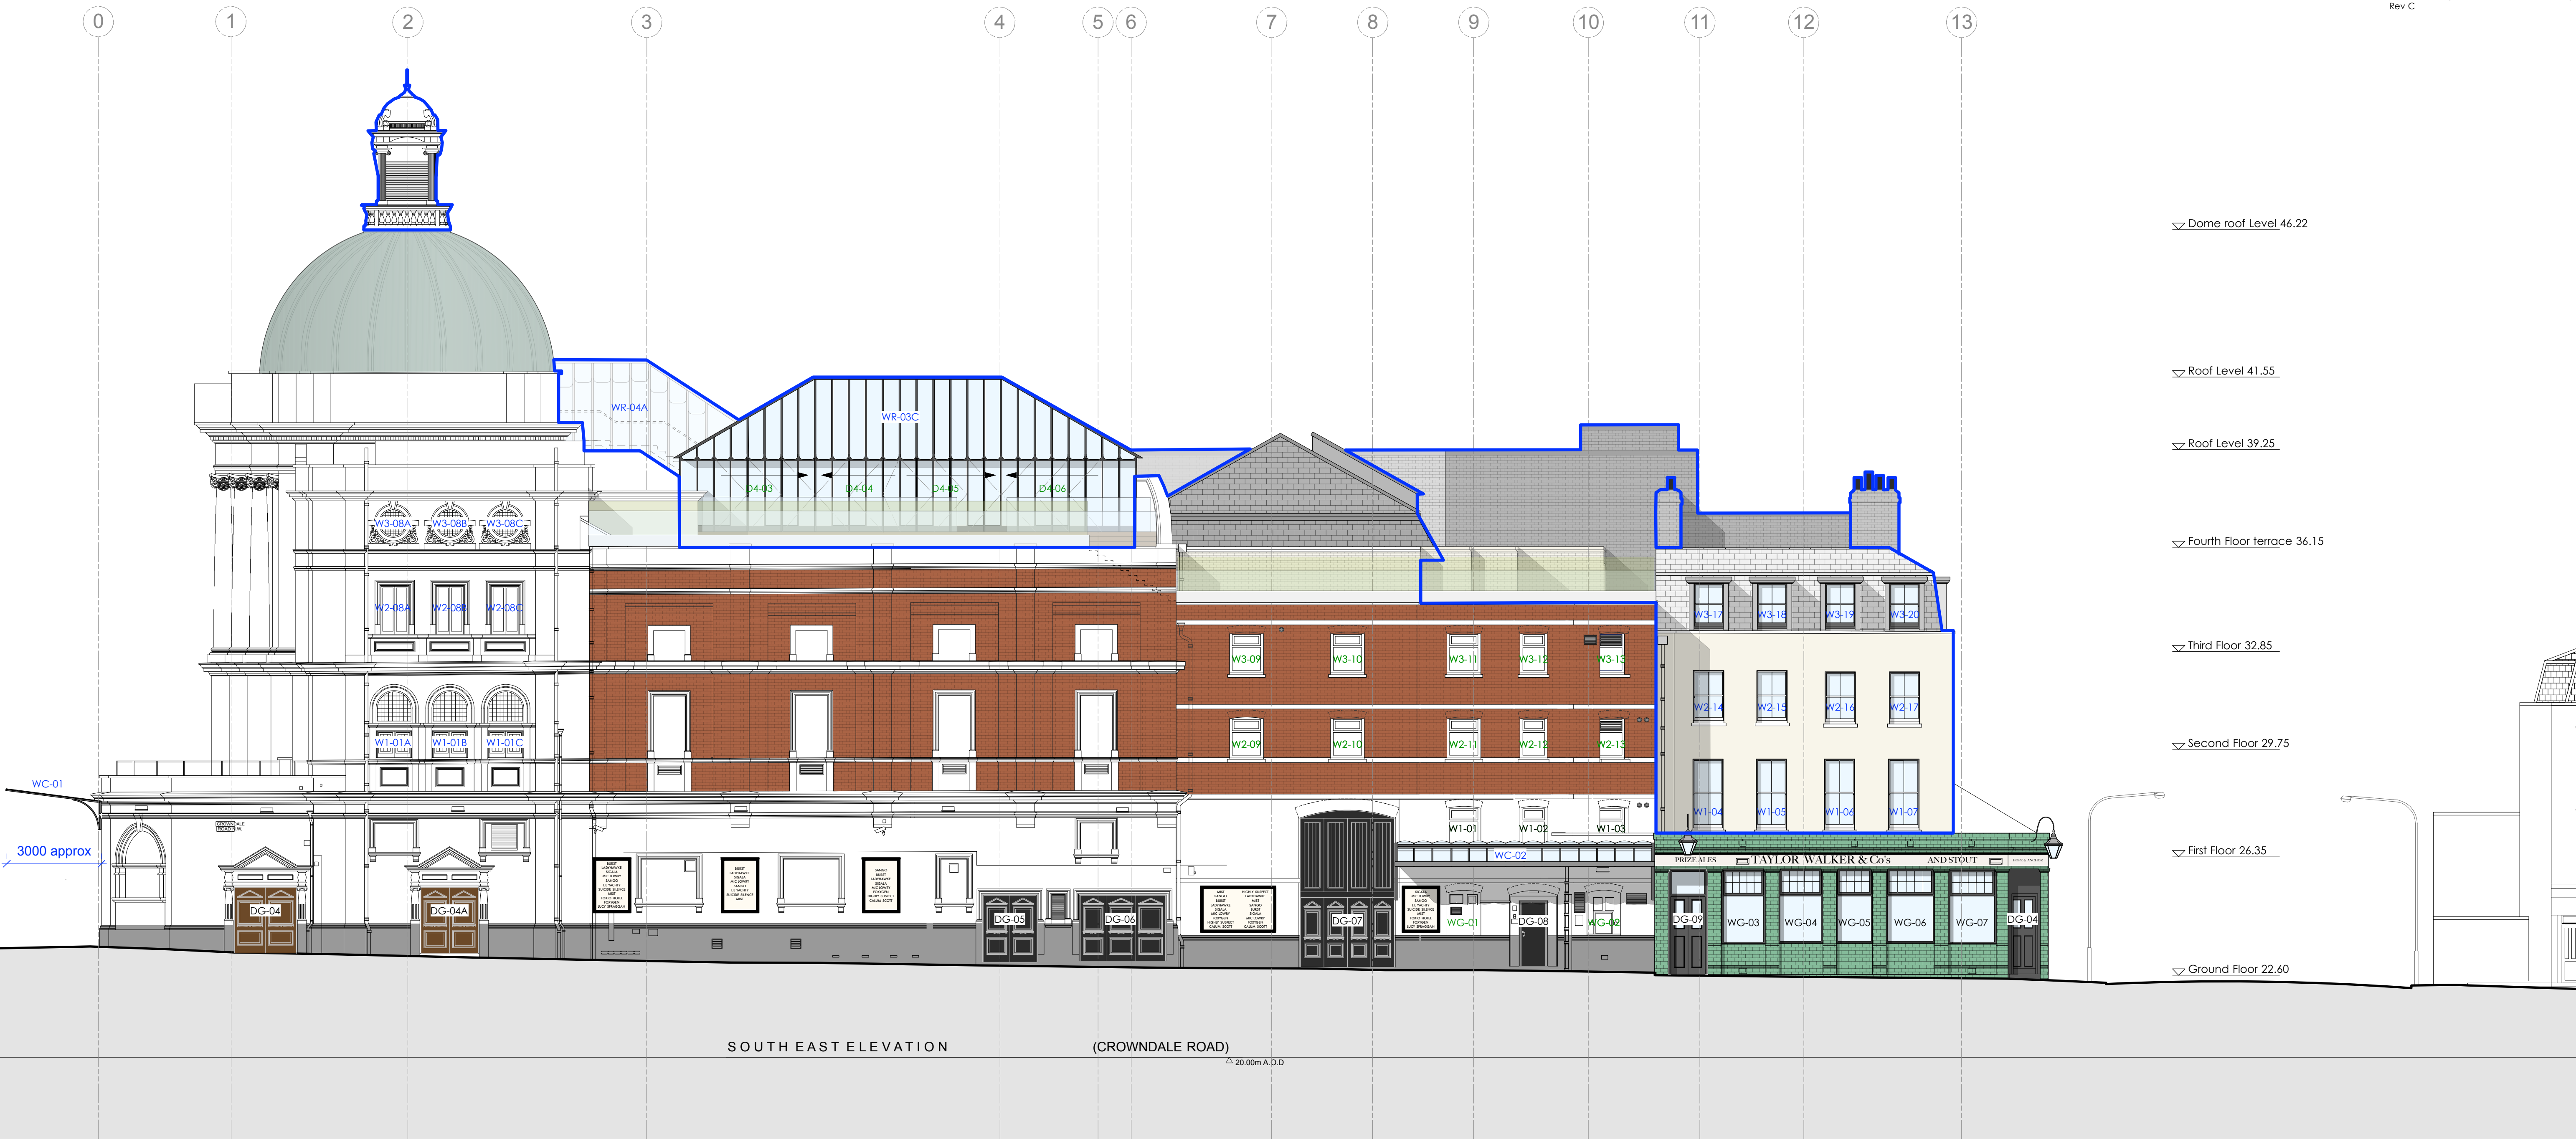 Rev C
0 1 2 3 4 5 6 7 8 9 10 11 12 13
Dome roof Level 46.22
Roof Level 41.55
WR-04A
WR-03C
Roof Level 39.25
D4-03 D4-04 D4-05 D4-06
W3-08A W3-08B W3-08C
Fourth Floor terrace 36.15
W2-08A W2-08B W2-08C
W3-17 W3-18 W3-19 W3-20
Third Floor 32.85
W3-09 W3-10 W3-11 W3-12 W3-13
W2-14 W2-15 W2-16 W2-17
W1-01A W1-01B W1-01C
W2-09 W2-10 W2-11 W2-12 W2-13
Second Floor 29.75
WC-01
W1-04 W1-05 W1-06 W1-07
CROWNDALE
ROAD N.W.
W1-01 W1-02 W1-03
3000 approx
WC-02
First Floor 26.35
PRIZE ALES TAYLOR WALKER & Co's AND STOUT
DG-04 DG-04A DG-05 DG-06 DG-07 WG-01 DG-08 WG-02 DG-09 WG-03 WG-04 WG-05 WG-06 WG-07 DG-04
Ground Floor 22.60
SOUTH EAST ELEVATION (CROWNDALE ROAD)
20.00m A.O.D